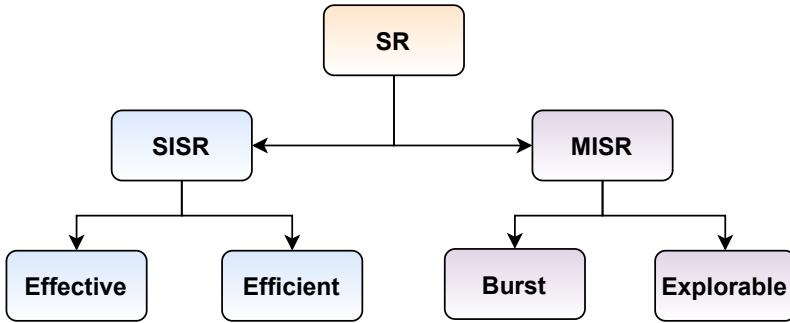 SR
SISR
MISR
Effective
Efficient
Burst
Explorable